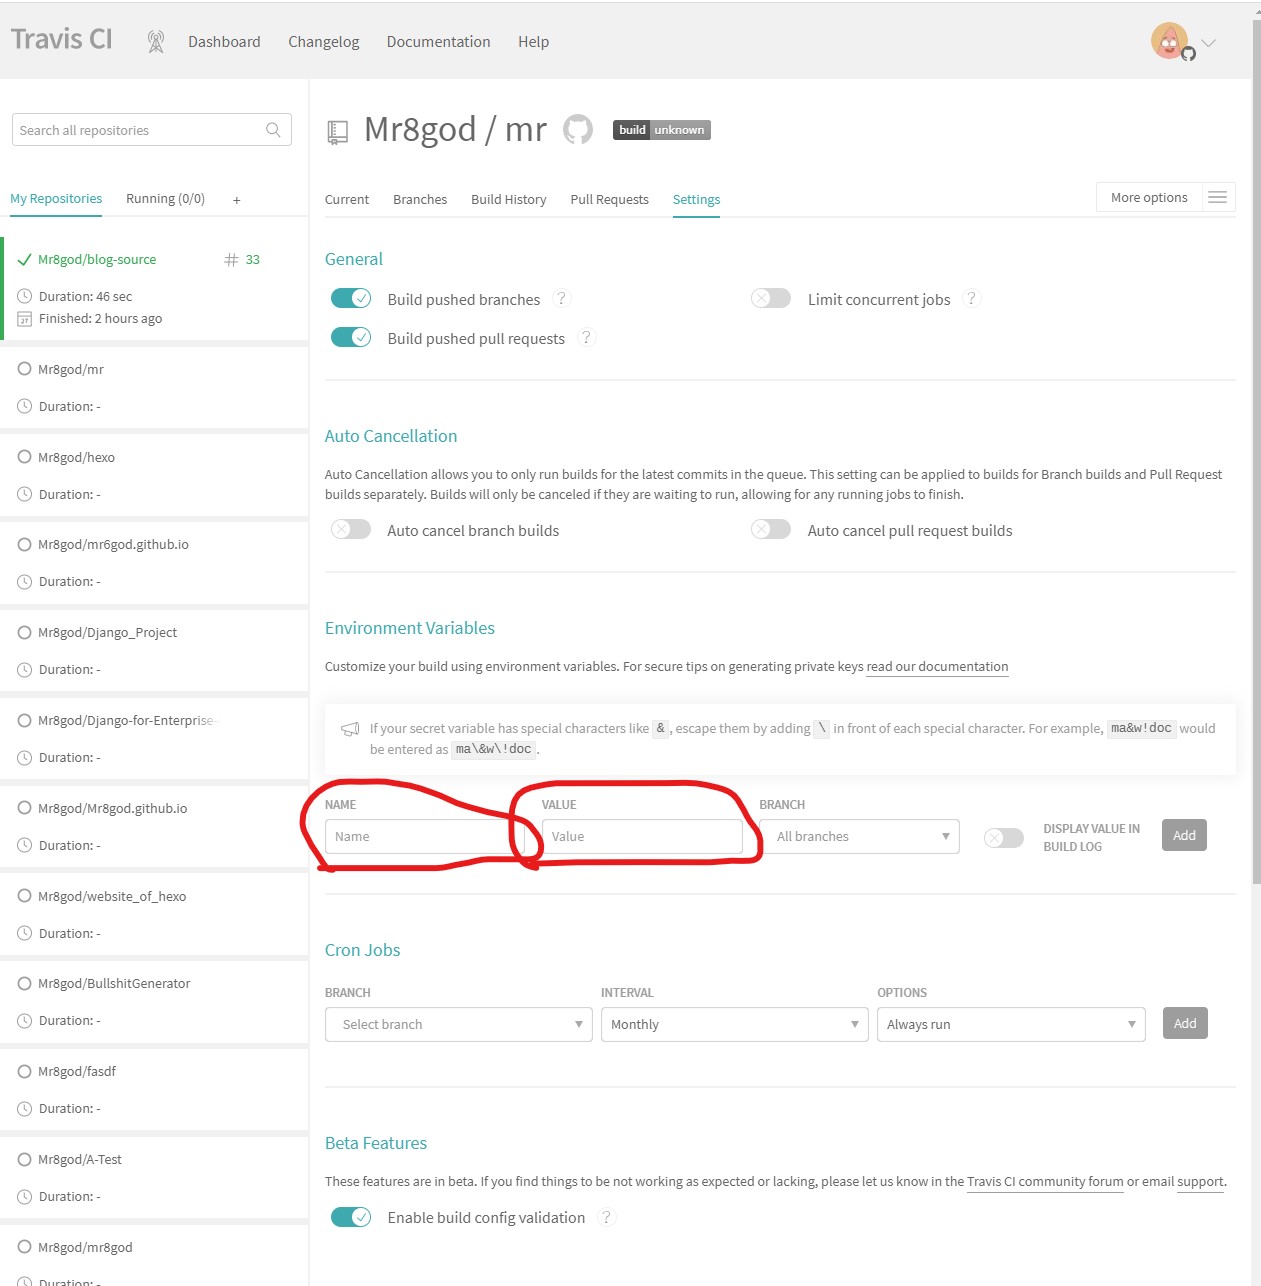 Travis CI
Dashboard
Changelog
Documentation
Help
Search all repositories
My Repositories
Running (0/0)
+
Mr8god/blog-source
# 33
Duration: 46 sec
27
Finished: 2 hours ago
Mr8god/mr
Duration: -
Mr8god/hexo
Duration: -
Mr8god/mr6god.github.io
Duration: -
Mr8god/Django_Project
Duration: -
Mr8god/Django-for-Enterprise-
Duration: -
Mr8god/Mr8god.github.io
Duration: -
Mr8god/website_of_hexo
Duration: -
Mr8god/BullshitGenerator
Duration: -
Mr8god/fasdf
Duration: -
Mr8god/A-Test
Duration: -
Mr8god/mr8god
Duration: -
Mr8god / mr
build unknown
Current
Branches
Build History
Pull Requests
Settings
More options
General
Build pushed branches ?
Limit concurrent jobs ?
Build pushed pull requests ?
Auto Cancellation
Auto Cancellation allows you to only run builds for the latest commits in the queue. This setting can be applied to builds for Branch builds and Pull Request
builds separately. Builds will only be canceled if they are waiting to run, allowing for any running jobs to finish.
Auto cancel branch builds
Auto cancel pull request builds
Environment Variables
Customize your build using environment variables. For secure tips on generating private keys read our documentation
If your secret variable has special characters like & , escape them by adding \ in front of each special character. For example, ma&w!doc would
be entered as ma\&w\!doc .
NAME
VALUE
BRANCH
Name
Value
All branches
DISPLAY VALUE IN
BUILD LOG
Add
Cron Jobs
BRANCH
INTERVAL
OPTIONS
Select branch
Monthly
Always run
Add
Beta Features
These features are in beta. If you find things to be not working as expected or lacking, please let us know in the Travis CI community forum or email support.
Enable build config validation ?